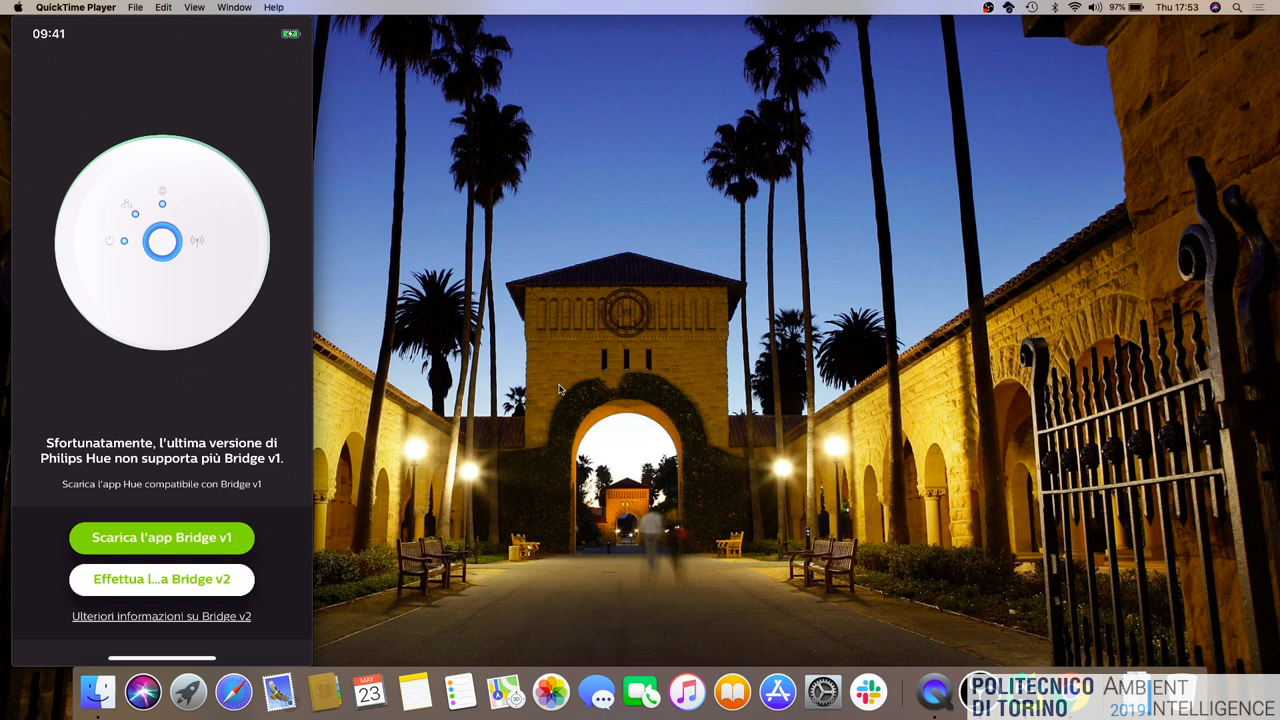 QuickTime Player File Edit View Window Help
97% Thu 17:53
09:41
Sfortunatamente, l'ultima versione di
Philips Hue non supporta più Bridge v1.
Scarica l'app Hue compatibile con Bridge v1
Scarica l'app Bridge v1
Effettua l...a Bridge v2
Ulteriori informazioni su Bridge v2
MAY
23
POLITECNICO
DI TORINO
AMBIENT
2019 INTELLIGENCE